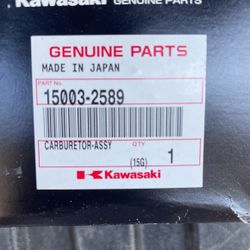 Kawasaki GENUINE PARTS
GENUINE PARTS
MADE IN JAPAN
PART No.
15003-2589
CARBURETOR-ASSY QTY
(15G) 1
Kawasaki